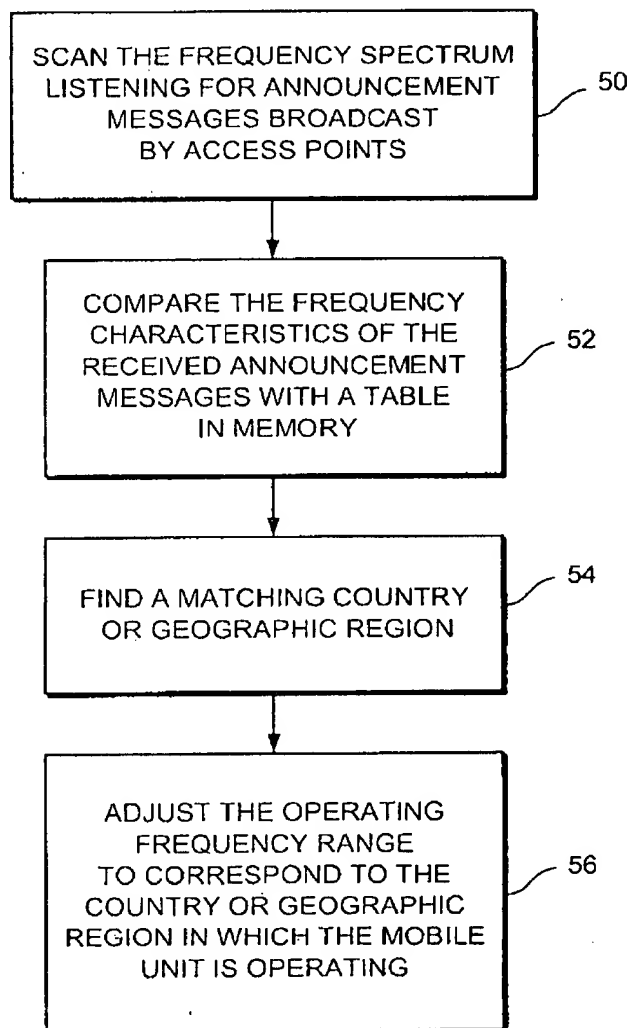 SCAN THE FREQUENCY SPECTRUM
LISTENING FOR ANNOUNCEMENT
MESSAGES BROADCAST
BY ACCESS POINTS
50
COMPARE THE FREQUENCY
CHARACTERISTICS OF THE
RECEIVED ANNOUNCEMENT
MESSAGES WITH A TABLE
IN MEMORY
52
FIND A MATCHING COUNTRY
OR GEOGRAPHIC REGION
54
ADJUST THE OPERATING
FREQUENCY RANGE
TO CORRESPOND TO THE
COUNTRY OR GEOGRAPHIC
REGION IN WHICH THE MOBILE
UNIT IS OPERATING
56